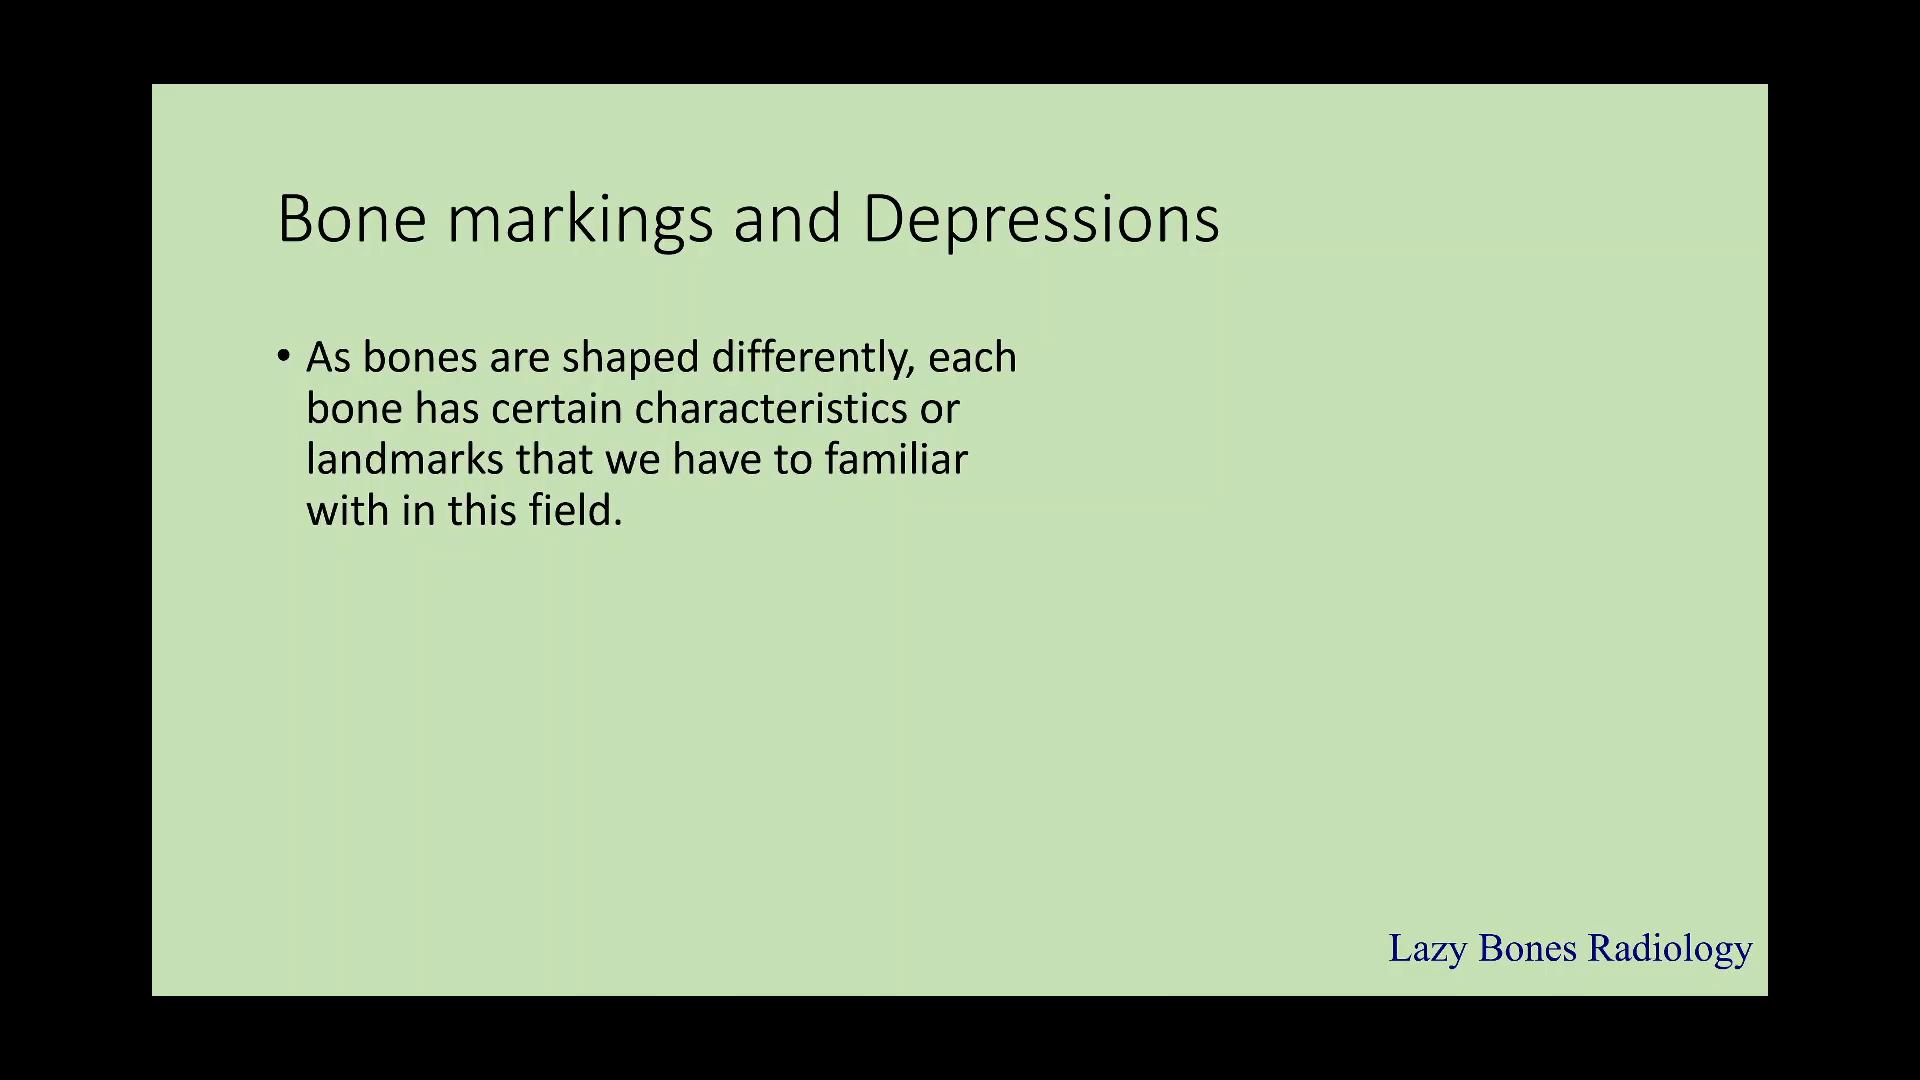 Bone markings and Depressions
• As bones are shaped differently, each
bone has certain characteristics or
landmarks that we have to familiar
with in this field.
Lazy Bones Radiology